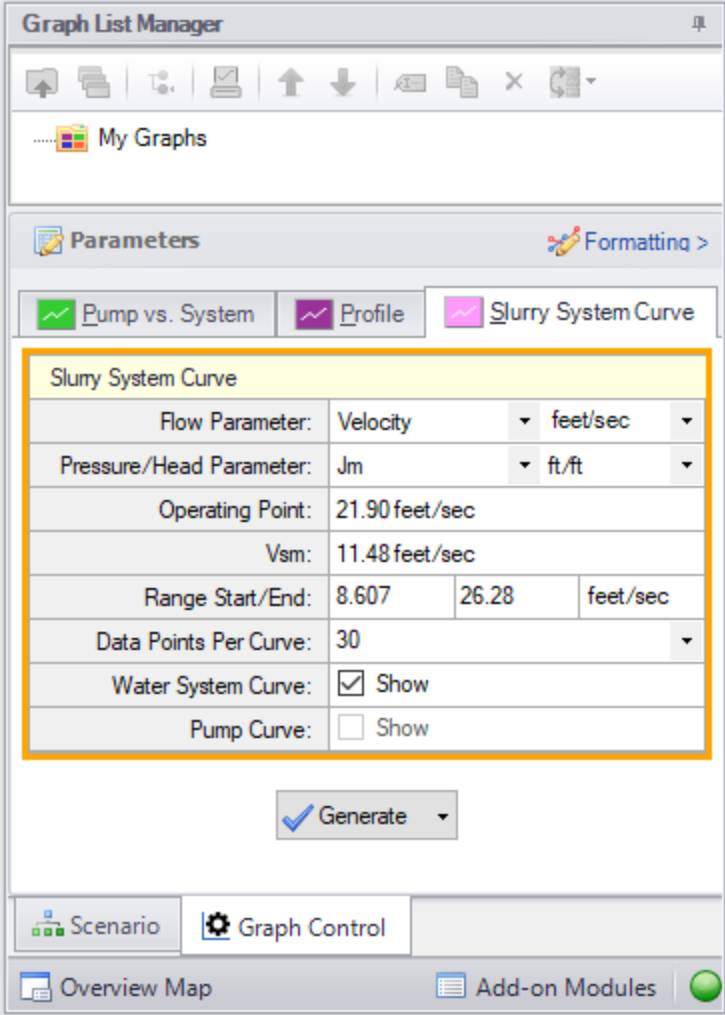 Graph List Manager
My Graphs
Parameters Formatting >
Pump vs. System Profile Slurry System Curve
Slurry System Curve
Flow Parameter: Velocity feet/sec
Pressure/Head Parameter: Jm ft/ft
Operating Point: 21.90 feet/sec
Vsm: 11.48 feet/sec
Range Start/End: 8.607 26.28 feet/sec
Data Points Per Curve: 30
Water System Curve: Show
Pump Curve: Show
Generate
Scenario Graph Control
Overview Map Add-on Modules